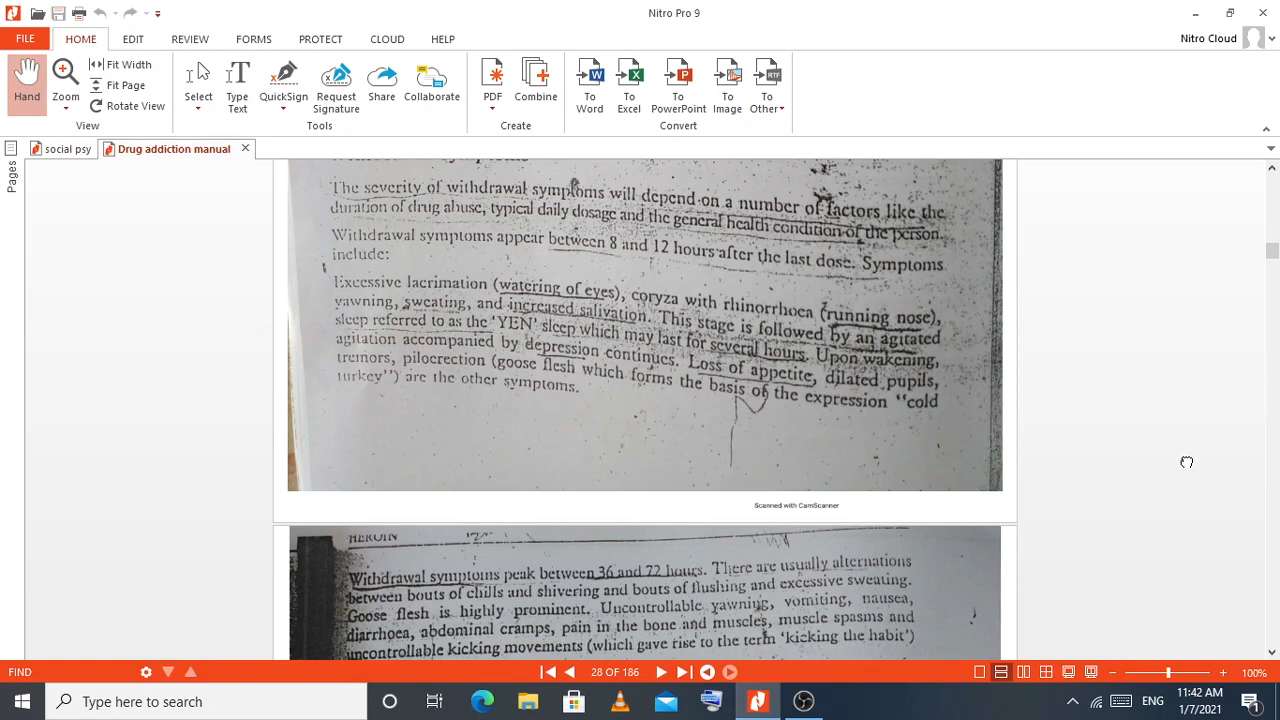 Nitro Pro 9
FILE HOME EDIT REVIEW FORMS PROTECT CLOUD HELP Nitro Cloud
Fit Width
Fit Page
Rotate View
Hand Zoom Select Type Text QuickSign Request Signature Share Collaborate PDF Combine To Word To Excel To PowerPoint To Image To Other
View Tools Create Convert
social psy Drug addiction manual
Pages
The severity of withdrawal symptoms will depend on a number of factors like the
duration of drug abuse, typical daily dosage and the general health condition of the person.
Withdrawal symptoms appear between 8 and 12 hours after the last dose. Symptoms
include:
Excessive lacrimation (watering of eyes), coryza with rhinorrhoea (running nose),
yawning, sweating, and increased salivation. This stage is followed by an agitated
sleep referred to as the 'YEN' sleep which may last for several hours. Upon wakening,
agitation accompanied by depression continues. Loss of appetite, dilated pupils,
tremors, pilocrection (goose flesh which forms the basis of the expression "cold
turkey") are the other symptoms.
Scanned with CamScanner
HEROIN
Withdrawal symptoms peak between 36 and 72 hours. There are usually alternations
between bouts of chills and shivering and bouts of flushing and excessive sweating.
Goose flesh is highly prominent. Uncontrollable yawning, vomiting, nausea,
diarrhoea, abdominal cramps, pain in the bone and muscles, muscle spasms and
uncontrollable kicking movements (which gave rise to the term 'kicking the habit')
FIND 28 OF 186 100%
Type here to search ENG 11:42 AM
1/7/2021